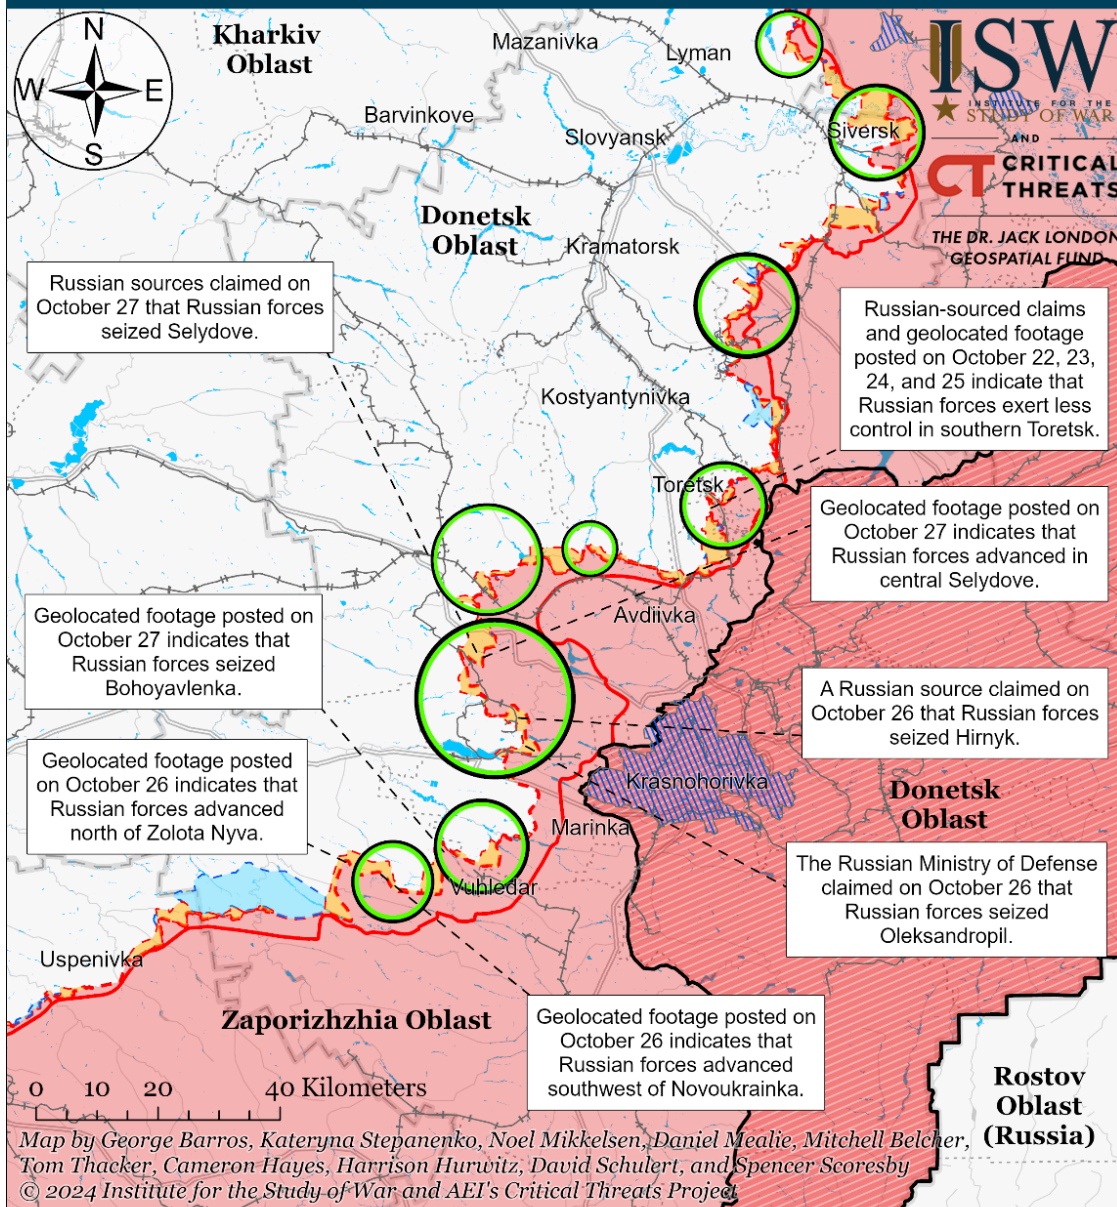 N
W
E
S
Kharkiv
Oblast
Mazanivka
Lyman
ISW
INSTITUTE FOR THE
STUDY OF WAR
AND
CT CRITICAL
THREATS
THE DR. JACK LONDON
GEOSPATIAL FUND
Barvinkove
Slovyansk
Siversk
Donetsk
Oblast
Kramatorsk
Russian sources claimed on
October 27 that Russian forces
seized Selydove.
Russian-sourced claims
and geolocated footage
posted on October 22, 23,
24, and 25 indicate that
Russian forces exert less
control in southern Toretsk.
Kostyantynivka
Toretsk
Geolocated footage posted on
October 27 indicates that
Russian forces advanced in
central Selydove.
Avdiivka
Geolocated footage posted on
October 27 indicates that
Russian forces seized
Bohoyavlenka.
A Russian source claimed on
October 26 that Russian forces
seized Hirnyk.
Geolocated footage posted
on October 26 indicates that
Russian forces advanced
north of Zolota Nyva.
Krasnohorivka
Donetsk
Oblast
Marinka
Vuhledar
The Russian Ministry of Defense
claimed on October 26 that
Russian forces seized
Oleksandropil.
Uspenivka
Zaporizhzhia Oblast
Geolocated footage posted on
October 26 indicates that
Russian forces advanced
southwest of Novoukrainka.
Rostov
Oblast
(Russia)
0 10 20 40 Kilometers
Map by George Barros, Kateryna Stepanenko, Noel Mikkelsen, Daniel Mealie, Mitchell Belcher,
Tom Thacker, Cameron Hayes, Harrison Hurwitz, David Schulert, and Spencer Scoresby
© 2024 Institute for the Study of War and AEI's Critical Threats Project